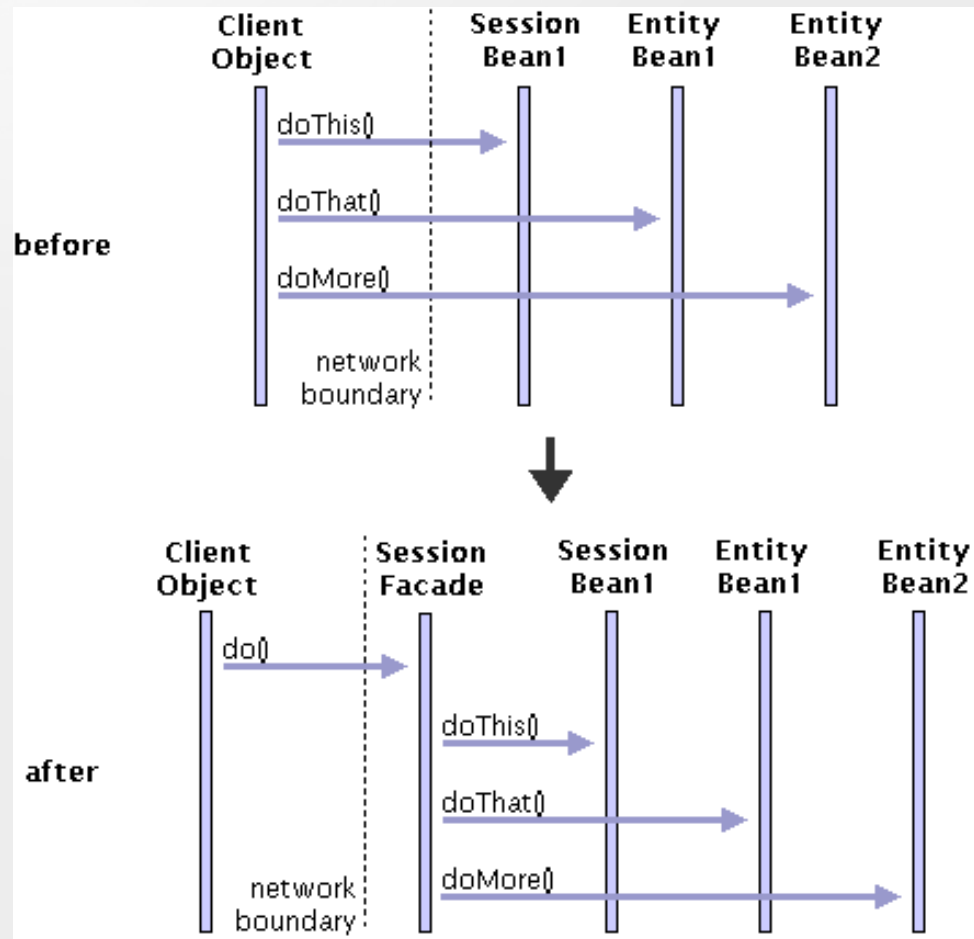 Client Object
Session Bean1
Entity Bean1
Entity Bean2
doThis()
doThat()
before
doMore()
network
boundary
Client Object
Session Facade
Session Bean1
Entity Bean1
Entity Bean2
do()
doThis()
after
doThat()
doMore()
network
boundary